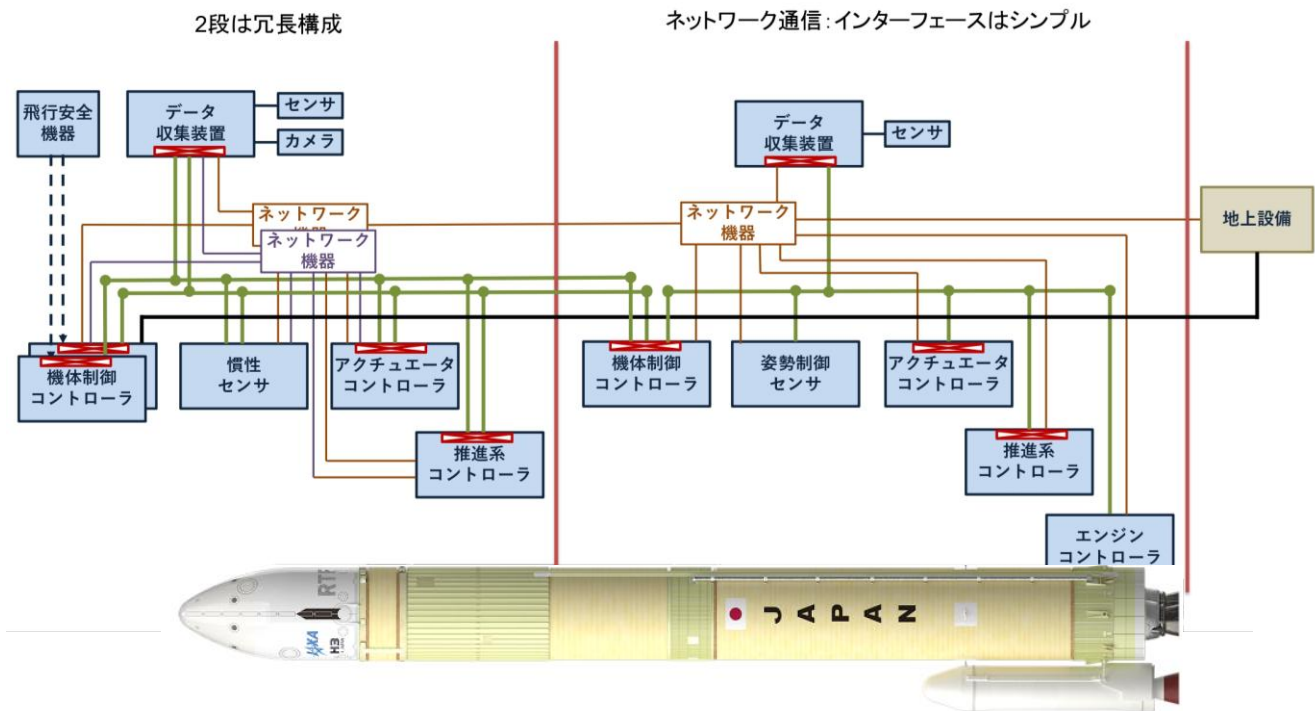 2段は冗長構成
ネットワーク通信：インターフェースはシンプル
飛行安全
機器
データ
収集装置
センサ
カメラ
データ
収集装置
センサ
ネットワーク
機器
ネットワーク
機器
ネットワーク
機器
地上設備
機体制御
コントローラ
慣性
センサ
アクチュエータ
コントローラ
推進系
コントローラ
機体制御
コントローラ
姿勢制御
センサ
アクチュエータ
コントローラ
推進系
コントローラ
エンジン
コントローラ
JAXA
H3
JAPAN